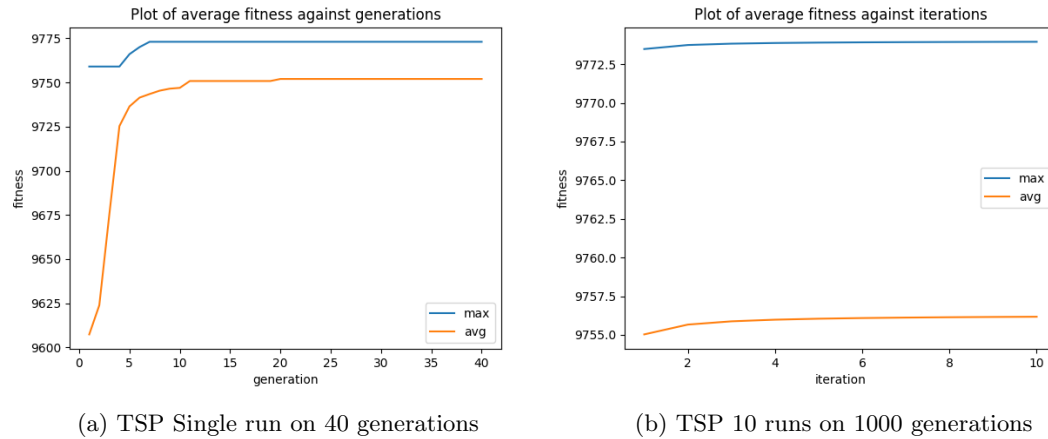 Plot of average fitness against generations
9775
9750
9725
9700
9675
9650
9625
9600
fitness
max
avg
0 5 10 15 20 25 30 35 40
generation
(a) TSP Single run on 40 generations
Plot of average fitness against iterations
9772.5
9770.0
9767.5
9765.0
9762.5
9760.0
9757.5
9755.0
fitness
max
avg
2 4 6 8 10
iteration
(b) TSP 10 runs on 1000 generations